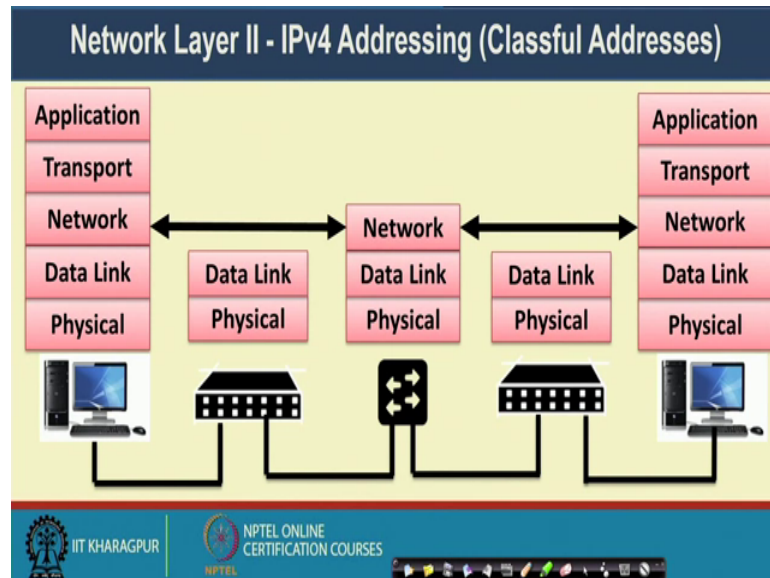 Network Layer II - IPv4 Addressing (Classful Addresses)
Application
Transport
Network
Data Link
Physical
Data Link
Physical
Network
Data Link
Physical
Data Link
Physical
Application
Transport
Network
Data Link
Physical
IIT KHARAGPUR
NPTEL
NPTEL ONLINE
CERTIFICATION COURSES